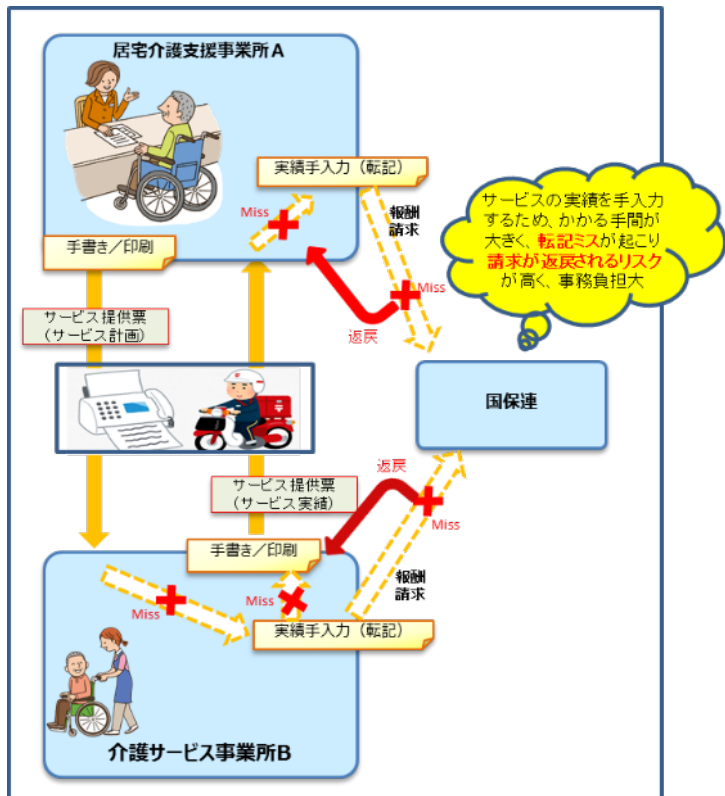 居宅介護支援事業所A
実績手入力（転記）
Miss
報酬
請求
手書き／印刷
Miss
サービスの実績を手入力
するため、かかる手間が
大きく、転記ミスが起こり
請求が返戻されるリスク
が高く、事務負担大
サービス提供票
（サービス計画）
返戻
国保連
返戻
サービス提供票
（サービス実績）
Miss
手書き／印刷
報酬
請求
Miss
Miss
実績手入力（転記）
介護サービス事業所B